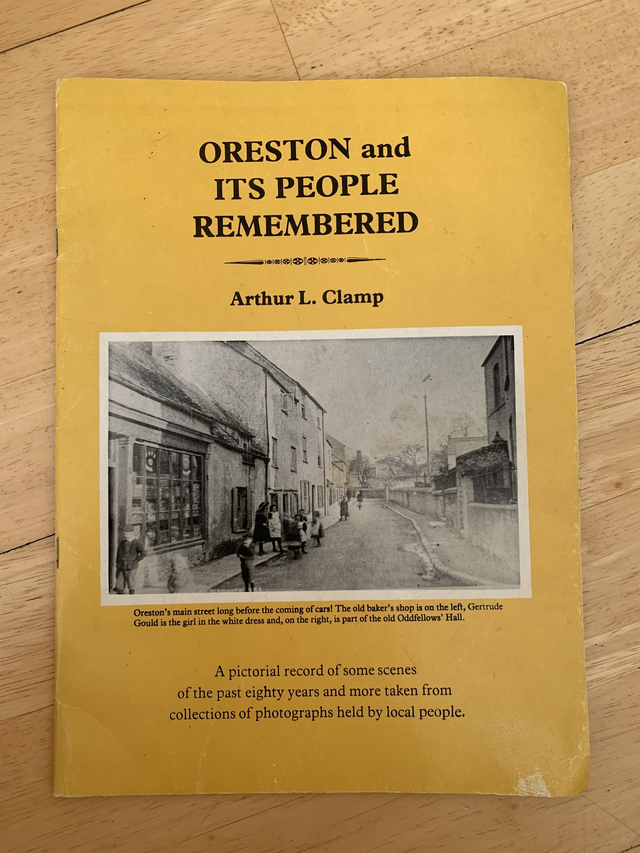 ORESTON and
ITS PEOPLE
REMEMBERED
Arthur L. Clamp
Oreston's main street long before the coming of cars! The old baker's shop is on the left, Gertrude
Gould is the girl in the white dress and, on the right, is part of the old Oddfellows' Hall.
A pictorial record of some scenes
of the past eighty years and more taken from
collections of photographs held by local people.